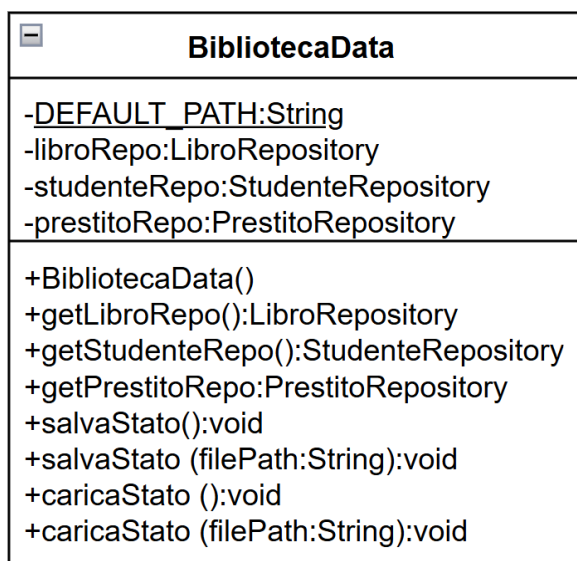 BibliotecaData
-DEFAULT_PATH:String
-libroRepo:LibroRepository
-studenteRepo:StudenteRepository
-prestitoRepo:PrestitoRepository
+BibliotecaData()
+getLibroRepo():LibroRepository
+getStudenteRepo():StudenteRepository
+getPrestitoRepo:PrestitoRepository
+salvaStato():void
+salvaStato (filePath:String):void
+caricaStato ():void
+caricaStato (filePath:String):void